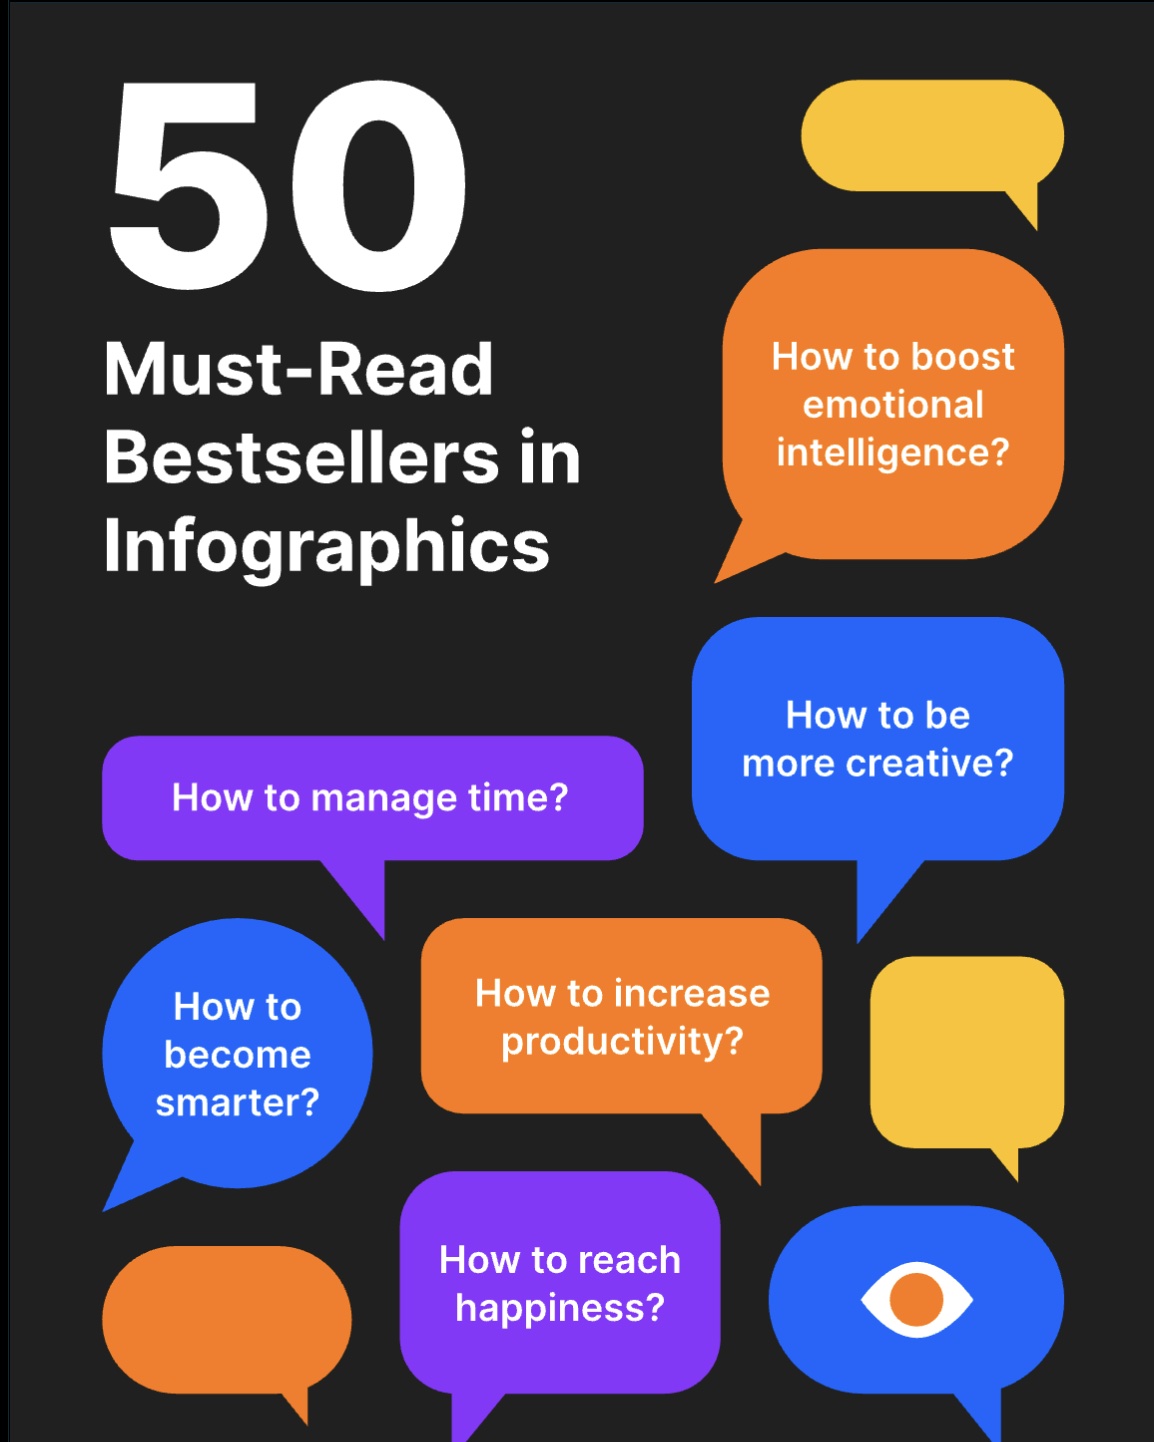 50
Must-Read
Bestsellers in
Infographics
How to boost
emotional
intelligence?
How to be
more creative?
How to manage time?
How to
become
smarter?
How to increase
productivity?
How to reach
happiness?